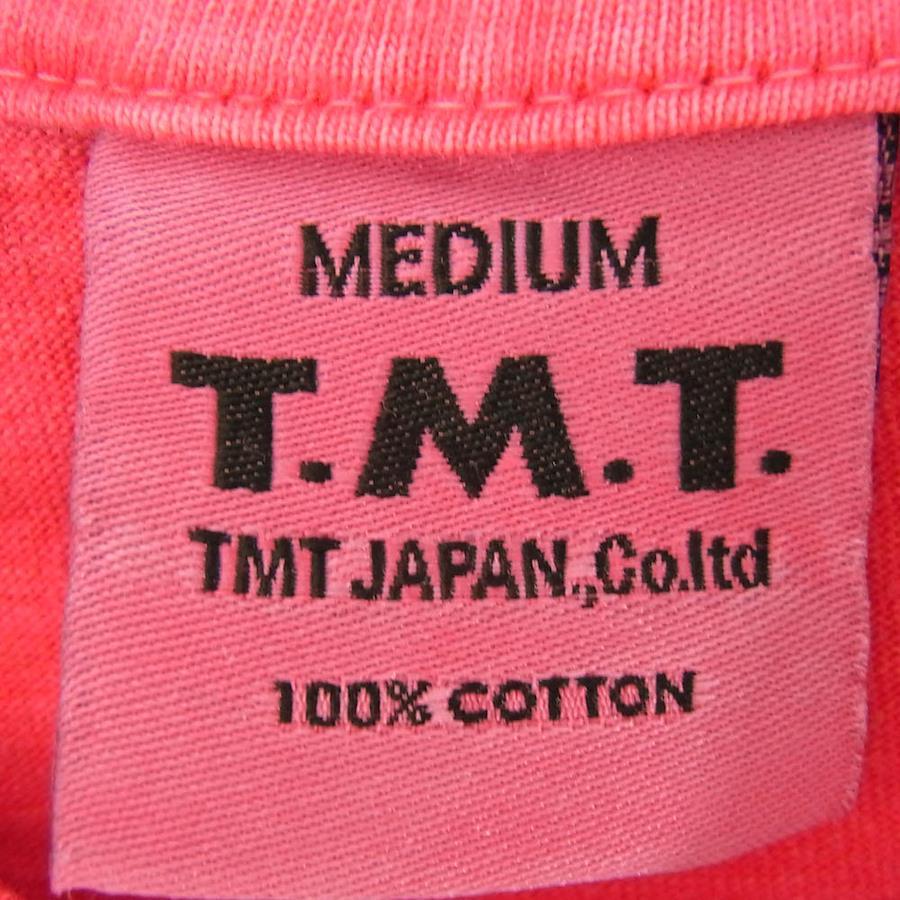 MEDIUM
T.M.T.
TMT JAPAN.,Co.ltd
100% COTTON